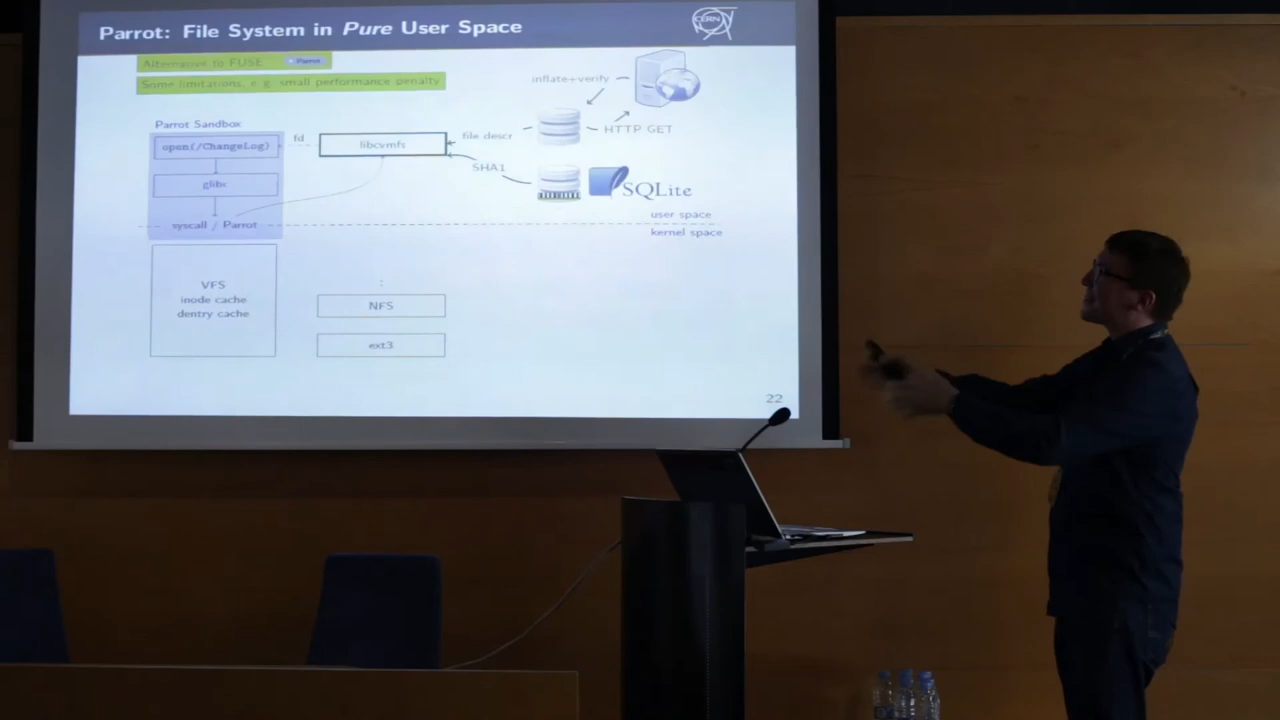 Parrot: File System in Pure User Space
CERN
Alternative to FUSE
Parrot
Some limitations, e.g. small performance penalty
inflate+verify
HTTP GET
Parrot Sandbox
open(/ChangeLog)
fd
libcvmfs
file descr
glibc
SHA1
SQLite
syscall / Parrot
user space
kernel space
VFS
inode cache
dentry cache
:
NFS
ext3
22